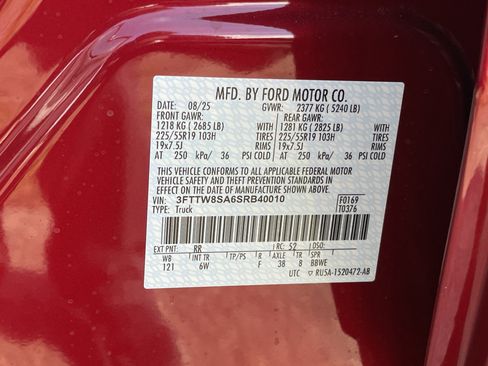 MFD. BY FORD MOTOR CO.
DATE: 08/25 GVWR: 2377 KG ( 5240 LB)
FRONT GAWR: REAR GAWR:
1218 KG ( 2685 LB) WITH 1281 KG ( 2825 LB) WITH
225/55R19 103H TIRES 225/55R19 103H TIRES
19x7.5J RIMS 19x7.5J RIMS
AT 250 kPa/ 36 PSI COLD AT 250 kPa/ 36 PSI COLD
THIS VEHICLE CONFORMS TO ALL APPLICABLE FEDERAL MOTOR
VEHICLE SAFETY AND THEFT PREVENTION STANDARDS IN
EFFECT ON THE DATE OF MANUFACTURE SHOWN ABOVE.
VIN: 3FTTW8SA6SRB40010 F0169
TYPE: Truck T0376
EXT PNT: RR RC: 52 DSO:
WB INT TR TP/PS R AXLE TR SPR
121 6W F 38 8 BBWE
UTC ▽ RU5A-1520472-AB